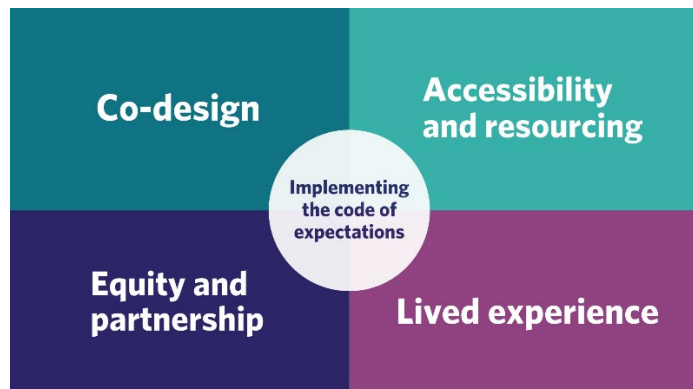 Co-design
Accessibility
and resourcing
Implementing
the code of
expectations
Equity and
partnership
Lived experience